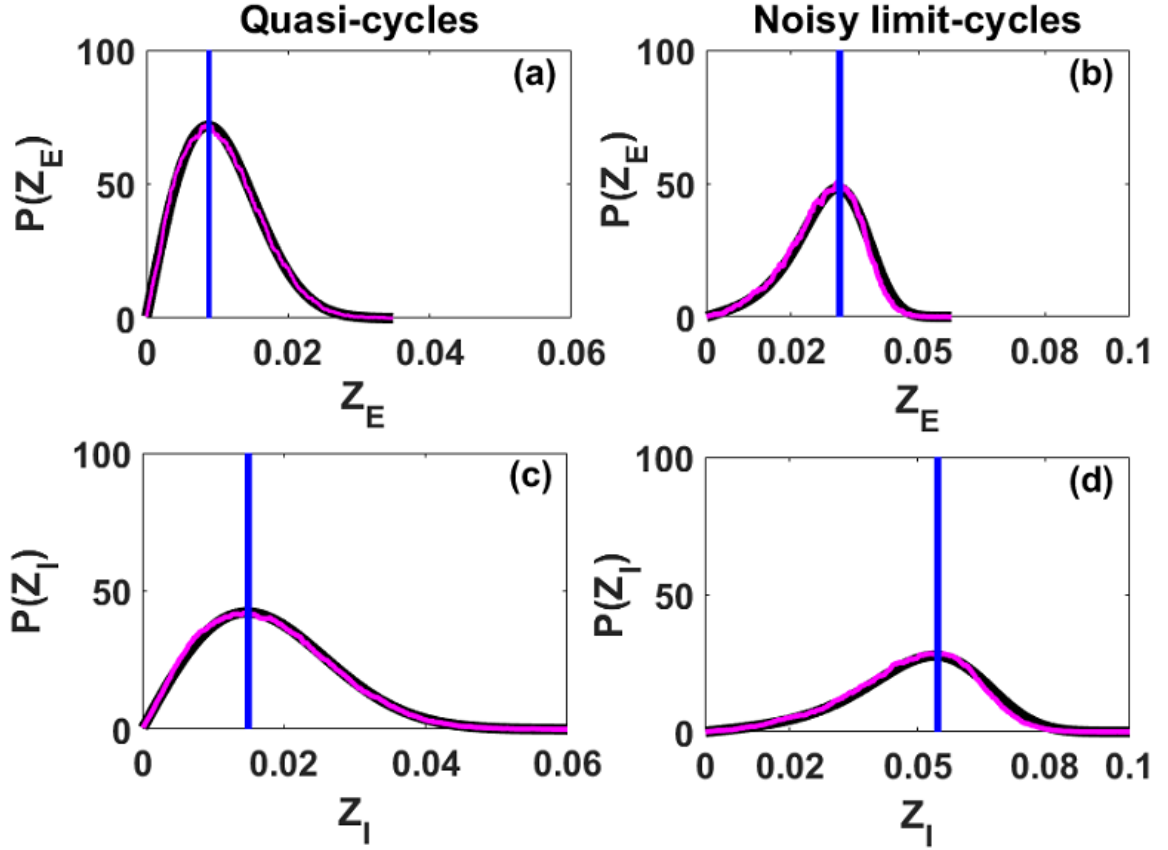 Quasi-cycles
Noisy limit-cycles
(a)
100
50
0
P(Z_E)
0 0.02 0.04 0.06
Z_E
(b)
100
50
0
P(Z_E)
0 0.02 0.05 0.08 0.1
Z_E
(c)
100
50
0
P(Z_I)
0 0.02 0.04 0.06
Z_I
(d)
100
50
0
P(Z_I)
0 0.02 0.05 0.08 0.1
Z_I